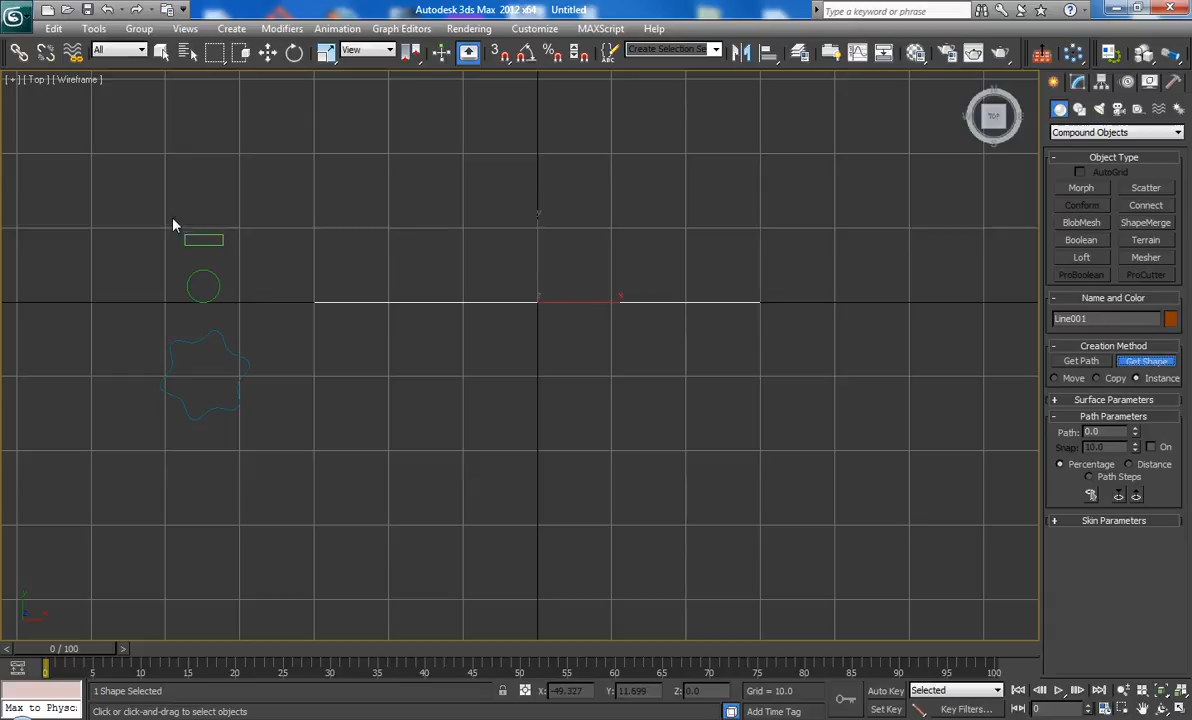 Autodesk 3ds Max 2012 x64 Untitled
Type a keyword or phrase
Edit Tools Group Views Create Modifiers Animation Graph Editors Rendering Customize MAXScript Help
All
View
3
Create Selection Se
[ + ] [ Top ] [ Wireframe ]
TOP
Compound Objects
Object Type
AutoGrid
Morph Scatter
Conform Connect
BlobMesh ShapeMerge
Boolean Terrain
Loft Mesher
ProBoolean ProCutter
Name and Color
Line001
Creation Method
Get Path Get Shape
Move Copy Instance
Surface Parameters
Path Parameters
Path: 0.0
Snap: 10.0 On
Percentage Distance
Path Steps
Skin Parameters
0 / 100
0 5 10 15 20 25 30 35 40 45 50 55 60 65 70 75 80 85 90 95 100
1 Shape Selected
X: -49.327 Y: 11.699 Z: 0.0 Grid = 10.0
Auto Key Selected
Max to Physc
Click or click-and-drag to select objects
Add Time Tag
Set Key Key Filters... 0